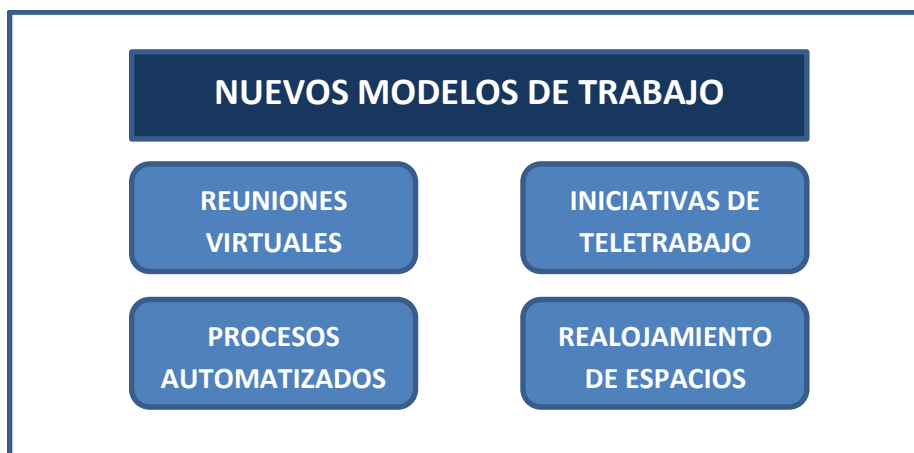 NUEVOS MODELOS DE TRABAJO
REUNIONES
VIRTUALES
INICIATIVAS DE
TELETRABAJO
PROCESOS
AUTOMATIZADOS
REALOJAMIENTO
DE ESPACIOS